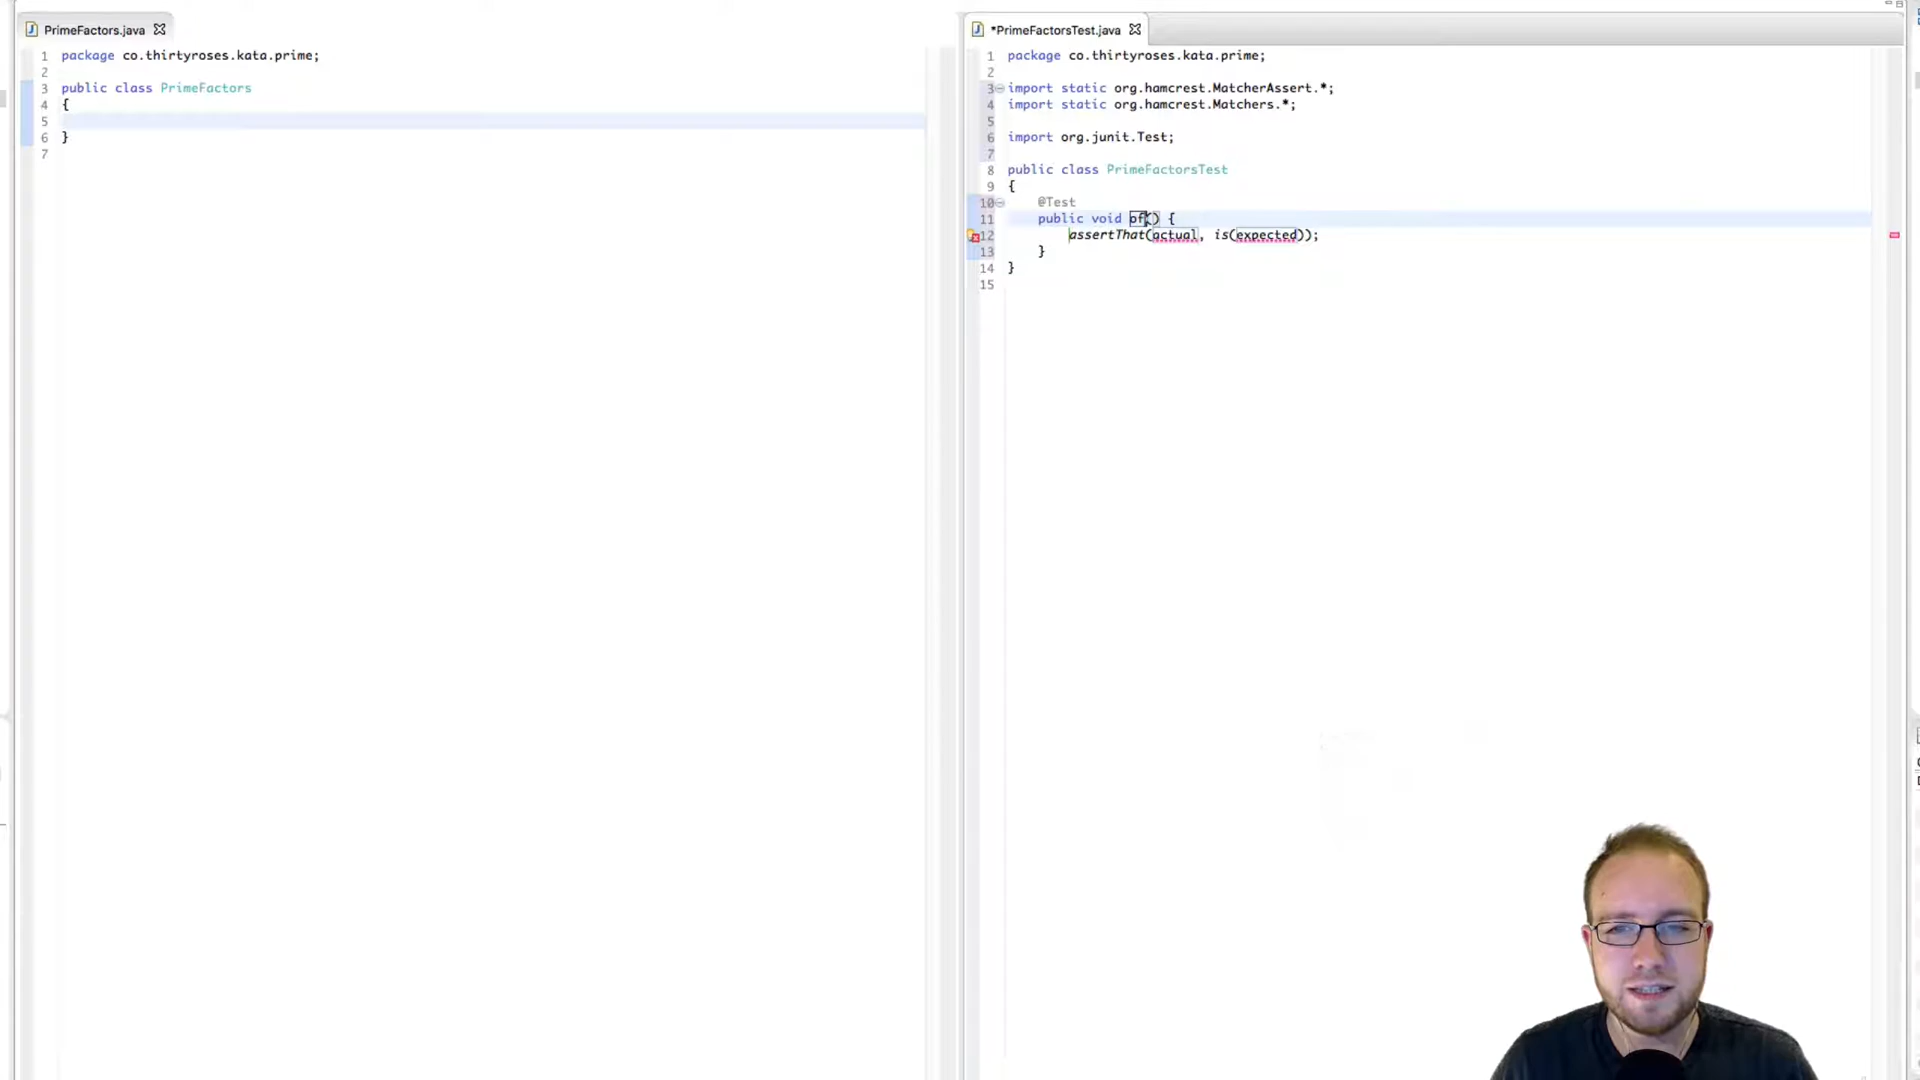 PrimeFactors.java
1 package co.thirtyroses.kata.prime;
2
3 public class PrimeFactors
4 {
5
6 }
7
*PrimeFactorsTest.java
1 package co.thirtyroses.kata.prime;
2
3 import static org.hamcrest.MatcherAssert.*;
4 import static org.hamcrest.Matchers.*;
5
6 import org.junit.Test;
7
8 public class PrimeFactorsTest
9 {
10 @Test
11 public void pf() {
12 assertThat(actual, is(expected));
13 }
14 }
15